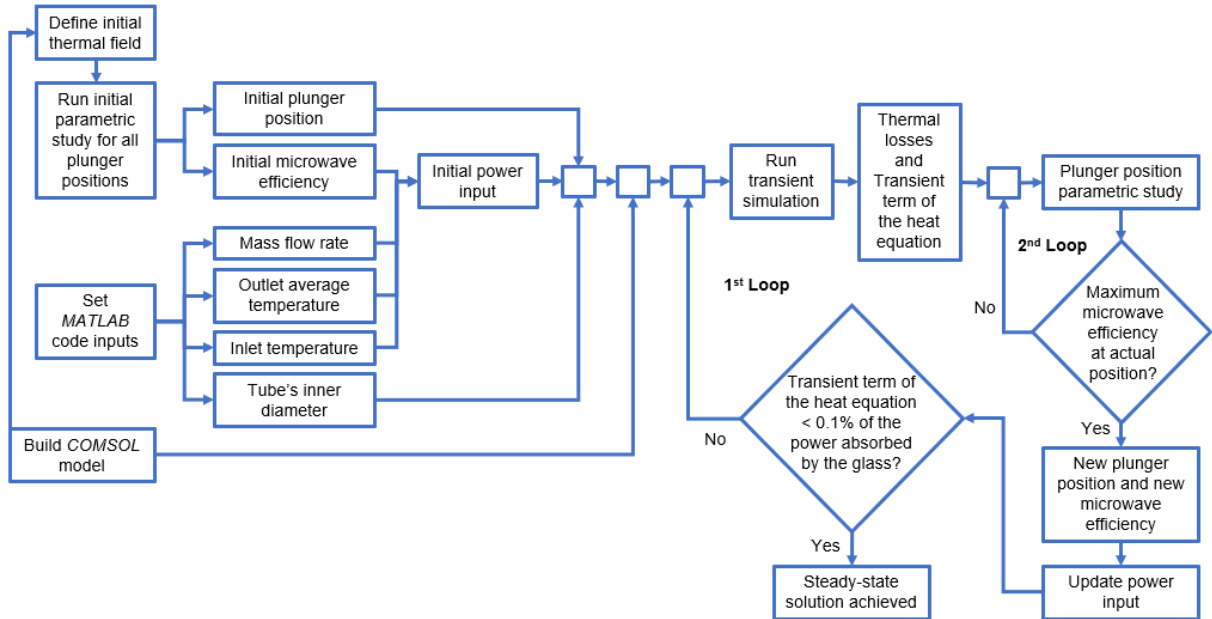 Define initial
thermal field
Run initial
parametric
study for all
plunger
positions
Initial plunger
position
Initial microwave
efficiency
Initial power
input
Mass flow rate
Outlet average
temperature
Inlet temperature
Tube's inner
diameter
Set
MATLAB
code inputs
Build COMSOL
model
Run
transient
simulation
Thermal
losses
and
Transient
term of
the heat
equation
Plunger position
parametric study
2nd Loop
No
Maximum
microwave
efficiency
at actual
position?
Yes
New plunger
position and new
microwave
efficiency
Update power
input
1st Loop
Transient term of
the heat equation
< 0.1% of the
power absorbed
by the glass?
No
Yes
Steady-state
solution achieved